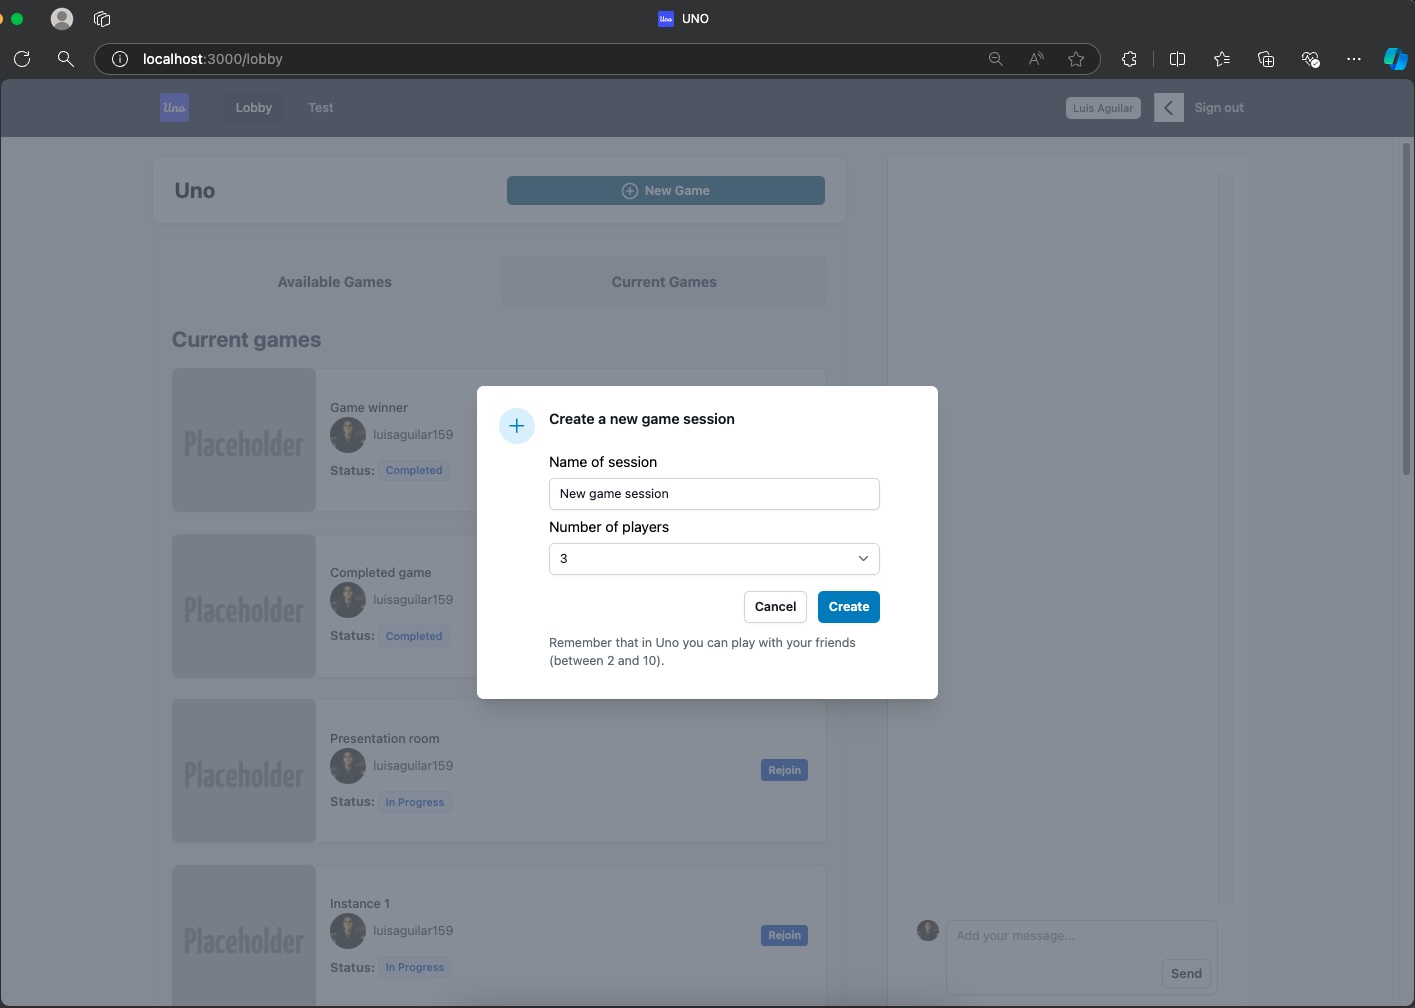 UNO
localhost:3000/lobby
Uno
Lobby
Test
Luis Aguilar
Sign out
Uno
New Game
Available Games
Current Games
Current games
Placeholder
Game winner
luisaguilar159
Status: Completed
Placeholder
Completed game
luisaguilar159
Status: Completed
Placeholder
Presentation room
luisaguilar159
Status: In Progress
Rejoin
Placeholder
Instance 1
luisaguilar159
Status: In Progress
Rejoin
Create a new game session
Name of session
New game session
Number of players
3
Cancel
Create
Remember that in Uno you can play with your friends
(between 2 and 10).
Add your message...
Send